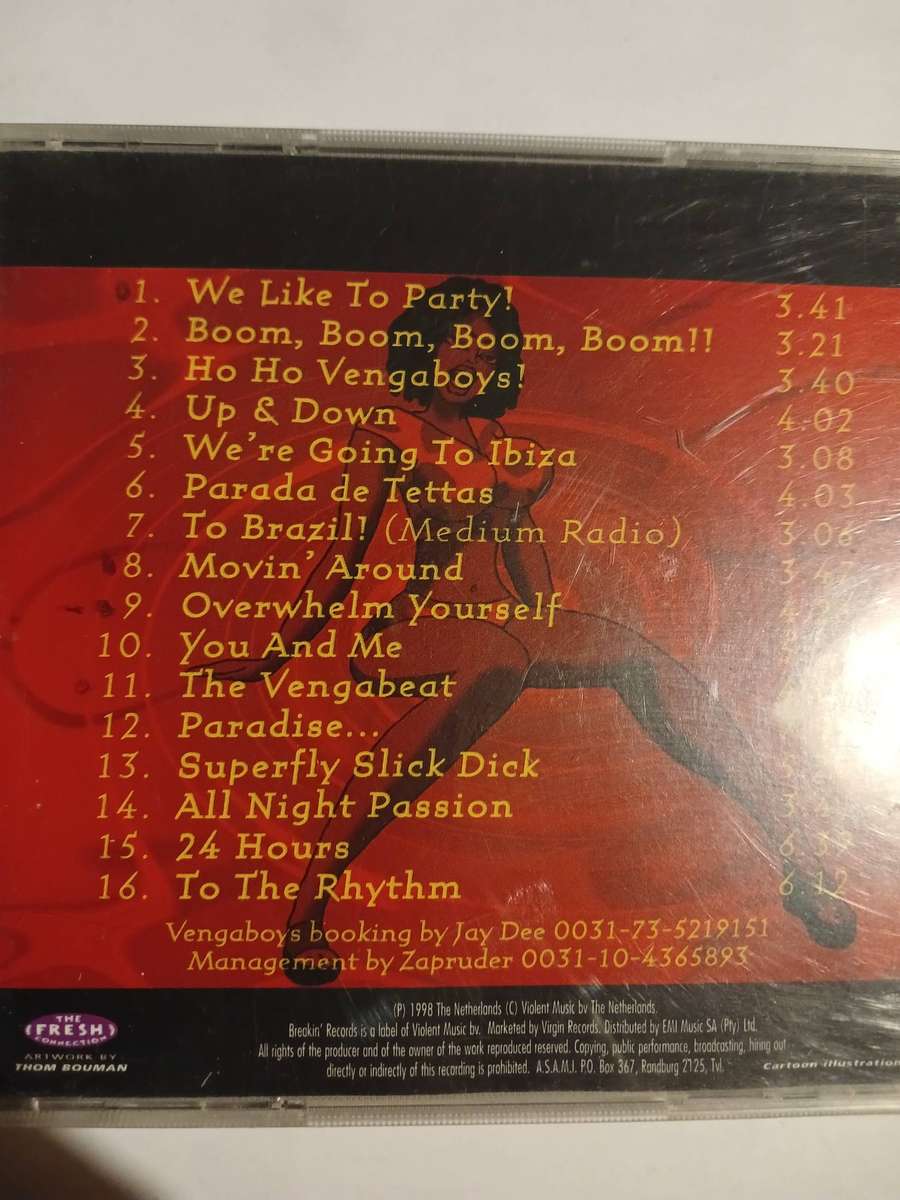 1. We Like To Party! 3.41
2. Boom, Boom, Boom, Boom!! 3.21
3. Ho Ho Vengaboys! 3.40
4. Up & Down 4.02
5. We're Going To Ibiza 3.08
6. Parada de Tettas 4.03
7. To Brazil! (Medium Radio) 3.06
8. Movin' Around
9. Overwhelm Yourself
10. You And Me
11. The Vengabeat
12. Paradise...
13. Superfly Slick Dick
14. All Night Passion
15. 24 Hours
16. To The Rhythm 6.12
Vengaboys booking by Jay Dee 0031-73-5219151
Management by Zapruder 0031-10-4365893
THE
FRESH
CONNECTION
ARTWORK BY
THOM BOUMAN
(P) 1998 The Netherlands (C) Violent Music bv The Netherlands.
Breakin' Records is a label of Violent Music bv. Marketed by Virgin Records. Distributed by EMI Music SA (Pty) Ltd.
All rights of the producer and of the owner of the work reproduced reserved. Copying, public performance, broadcasting, hiring out
directly or indirectly of this recording is prohibited. A.S.A.M.I. P.O. Box 367, Randburg 2125, Tvl.
Cartoon illustration